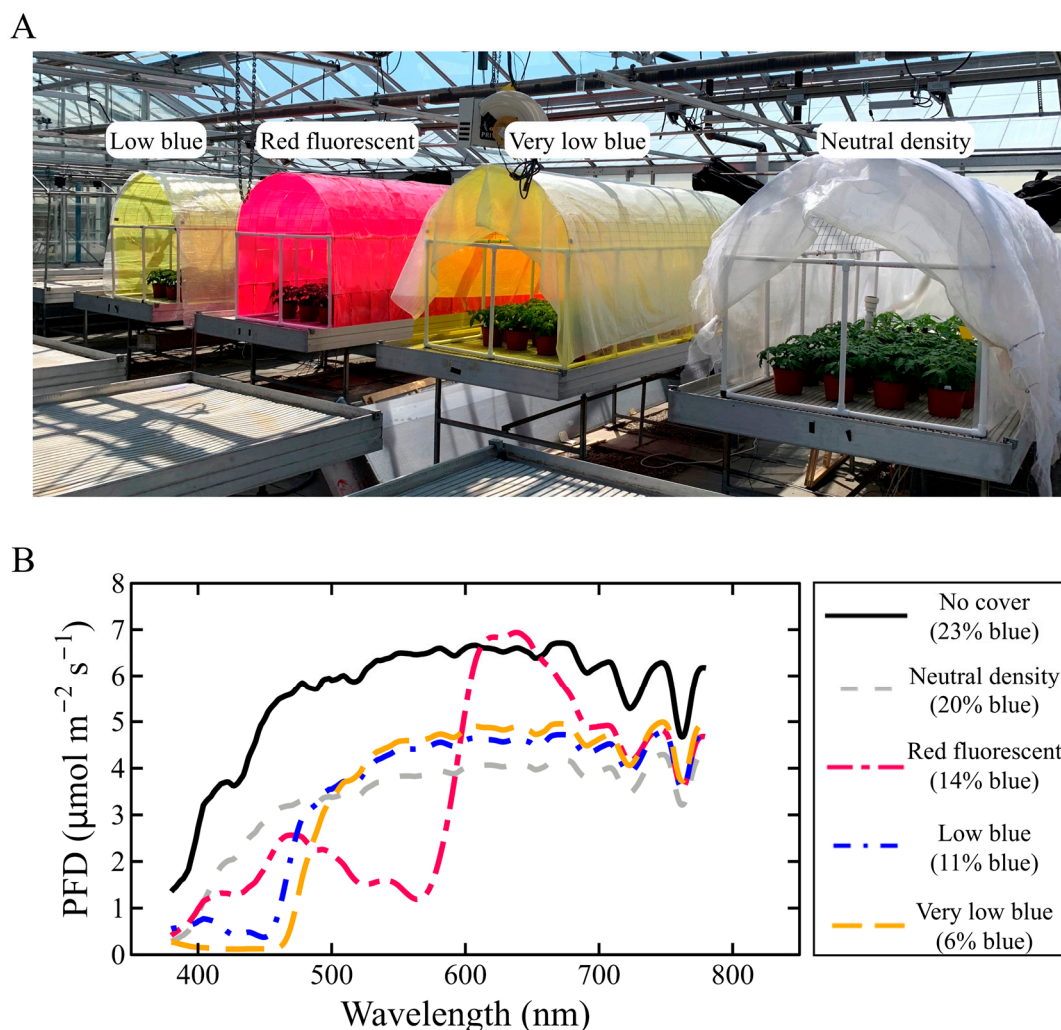 A
Low blue
Red fluorescent
Very low blue
Neutral density
B
8
7
6
5
4
3
2
1
0
PFD (μmol m⁻² s⁻¹)
400
500
600
700
800
Wavelength (nm)
No cover
(23% blue)
Neutral density
(20% blue)
Red fluorescent
(14% blue)
Low blue
(11% blue)
Very low blue
(6% blue)